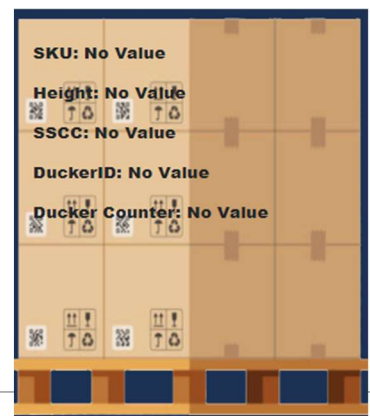 SKU: No Value
Height: No Value
SSCC: No Value
DuckerID: No Value
Ducker Counter: No Value